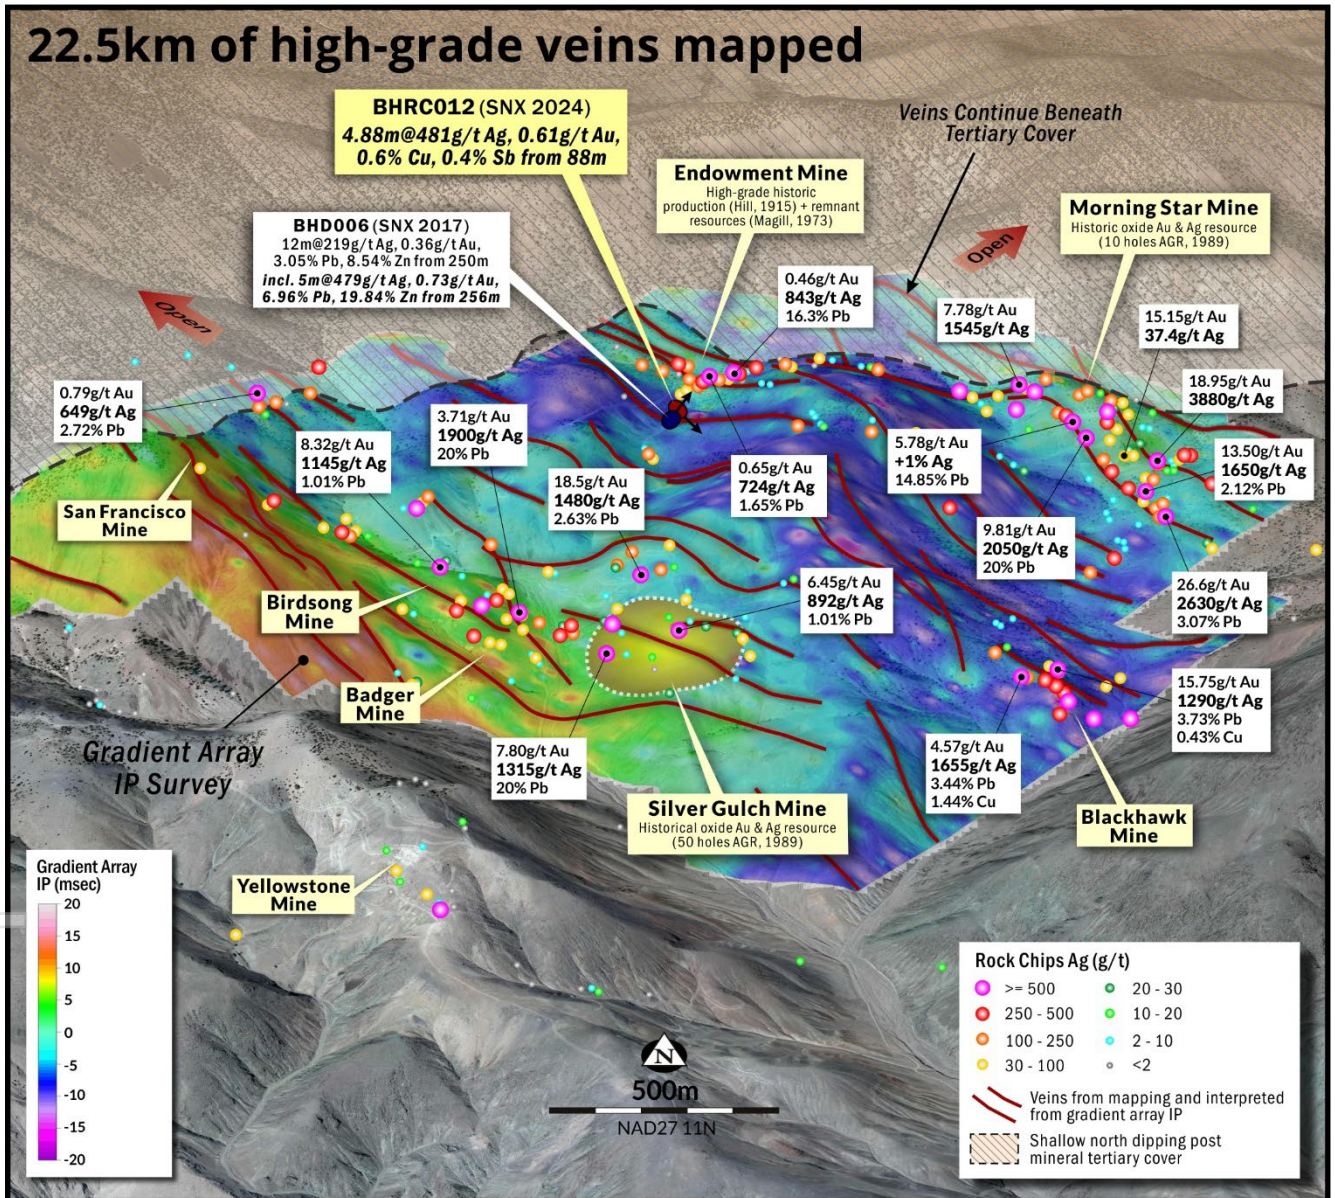 22.5km of high-grade veins mapped
BHRC012 (SNX 2024)
4.88m@481g/t Ag, 0.61g/t Au,
0.6% Cu, 0.4% Sb from 88m
Veins Continue Beneath
Tertiary Cover
Endowment Mine
High-grade historic
production (Hill, 1915) + remnant
resources (Magill, 1973)
Morning Star Mine
Historic oxide Au & Ag resource
(10 holes AGR, 1989)
BHD006 (SNX 2017)
12m@219g/t Ag, 0.36g/t Au,
3.05% Pb, 8.54% Zn from 250m
incl. 5m@479g/t Ag, 0.73g/t Au,
6.96% Pb, 19.84% Zn from 256m
Open
Open
0.46g/t Au
843g/t Ag
16.3% Pb
7.78g/t Au
1545g/t Ag
15.15g/t Au
37.4g/t Ag
0.79g/t Au
649g/t Ag
2.72% Pb
18.95g/t Au
3880g/t Ag
3.71g/t Au
1900g/t Ag
20% Pb
8.32g/t Au
1145g/t Ag
1.01% Pb
5.78g/t Au
+1% Ag
14.85% Pb
13.50g/t Au
1650g/t Ag
2.12% Pb
0.65g/t Au
724g/t Ag
1.65% Pb
18.5g/t Au
1480g/t Ag
2.63% Pb
San Francisco
Mine
9.81g/t Au
2050g/t Ag
20% Pb
26.6g/t Au
2630g/t Ag
3.07% Pb
6.45g/t Au
892g/t Ag
1.01% Pb
Birdsong
Mine
Badger
Mine
15.75g/t Au
1290g/t Ag
3.73% Pb
0.43% Cu
Gradient Array
IP Survey
7.80g/t Au
1315g/t Ag
20% Pb
4.57g/t Au
1655g/t Ag
3.44% Pb
1.44% Cu
Silver Gulch Mine
Historical oxide Au & Ag resource
(50 holes AGR, 1989)
Blackhawk
Mine
Yellowstone
Mine
Gradient Array
IP (msec)
20
15
10
5
0
-5
-10
-15
-20
N
500m
NAD27 11N
Rock Chips Ag (g/t)
>= 500
250 - 500
100 - 250
30 - 100
20 - 30
10 - 20
2 - 10
<2
Veins from mapping and interpreted
from gradient array IP
Shallow north dipping post
mineral tertiary cover